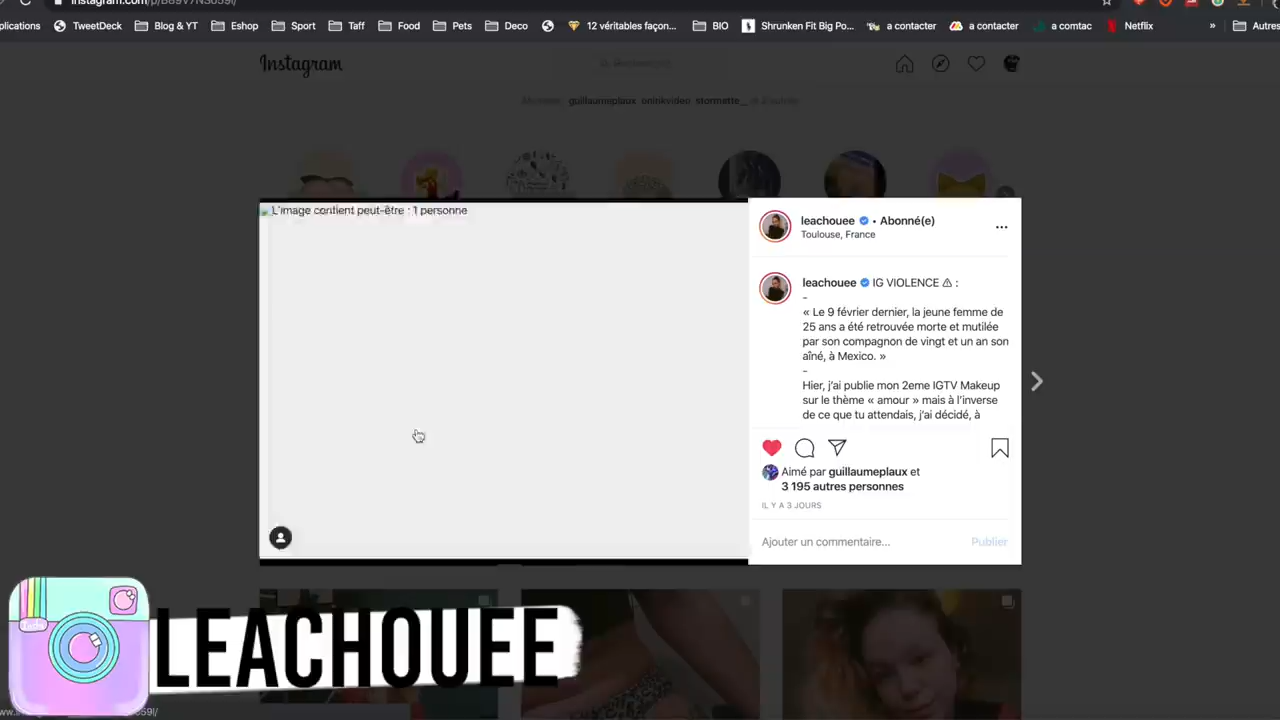 plications TweetDeck Blog & YT Eshop Sport Taff Food Pets Deco 12 véritables façon... BIO Shrunken Fit Big Po... a contacter a contacter a comtac Netflix » Autres
Instagram
guillaumeplaux oninkvideo stormette_
L'image contient peut-être : 1 personne
leachouee • Abonné(e)
Toulouse, France
leachouee IG VIOLENCE ⚠ :
-
« Le 9 février dernier, la jeune femme de
25 ans a été retrouvée morte et mutilée
par son compagnon de vingt et un an son
aîné, à Mexico. »
-
Hier, j'ai publie mon 2eme IGTV Makeup
sur le thème « amour » mais à l'inverse
de ce que tu attendais, j'ai décidé, à
Aimé par guillaumeplaux et
3 195 autres personnes
IL Y A 3 JOURS
Ajouter un commentaire... Publier
LEACHOUEE